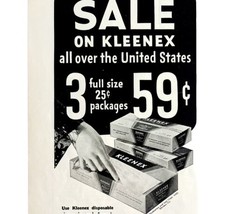 SALE
ON KLEENEX
all over the United States
3 full size 25¢ packages 59¢
KLEENEX
KLEENEX
Use Kleenex disposable